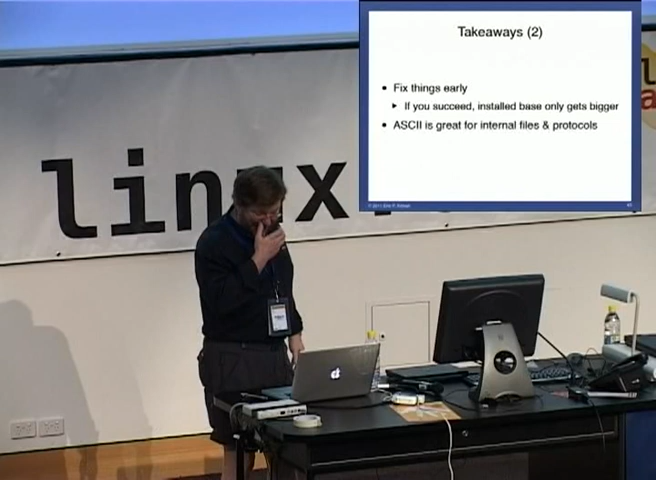 Takeaways (2)
• Fix things early
▸ If you succeed, installed base only gets bigger
• ASCII is great for internal files & protocols
linux